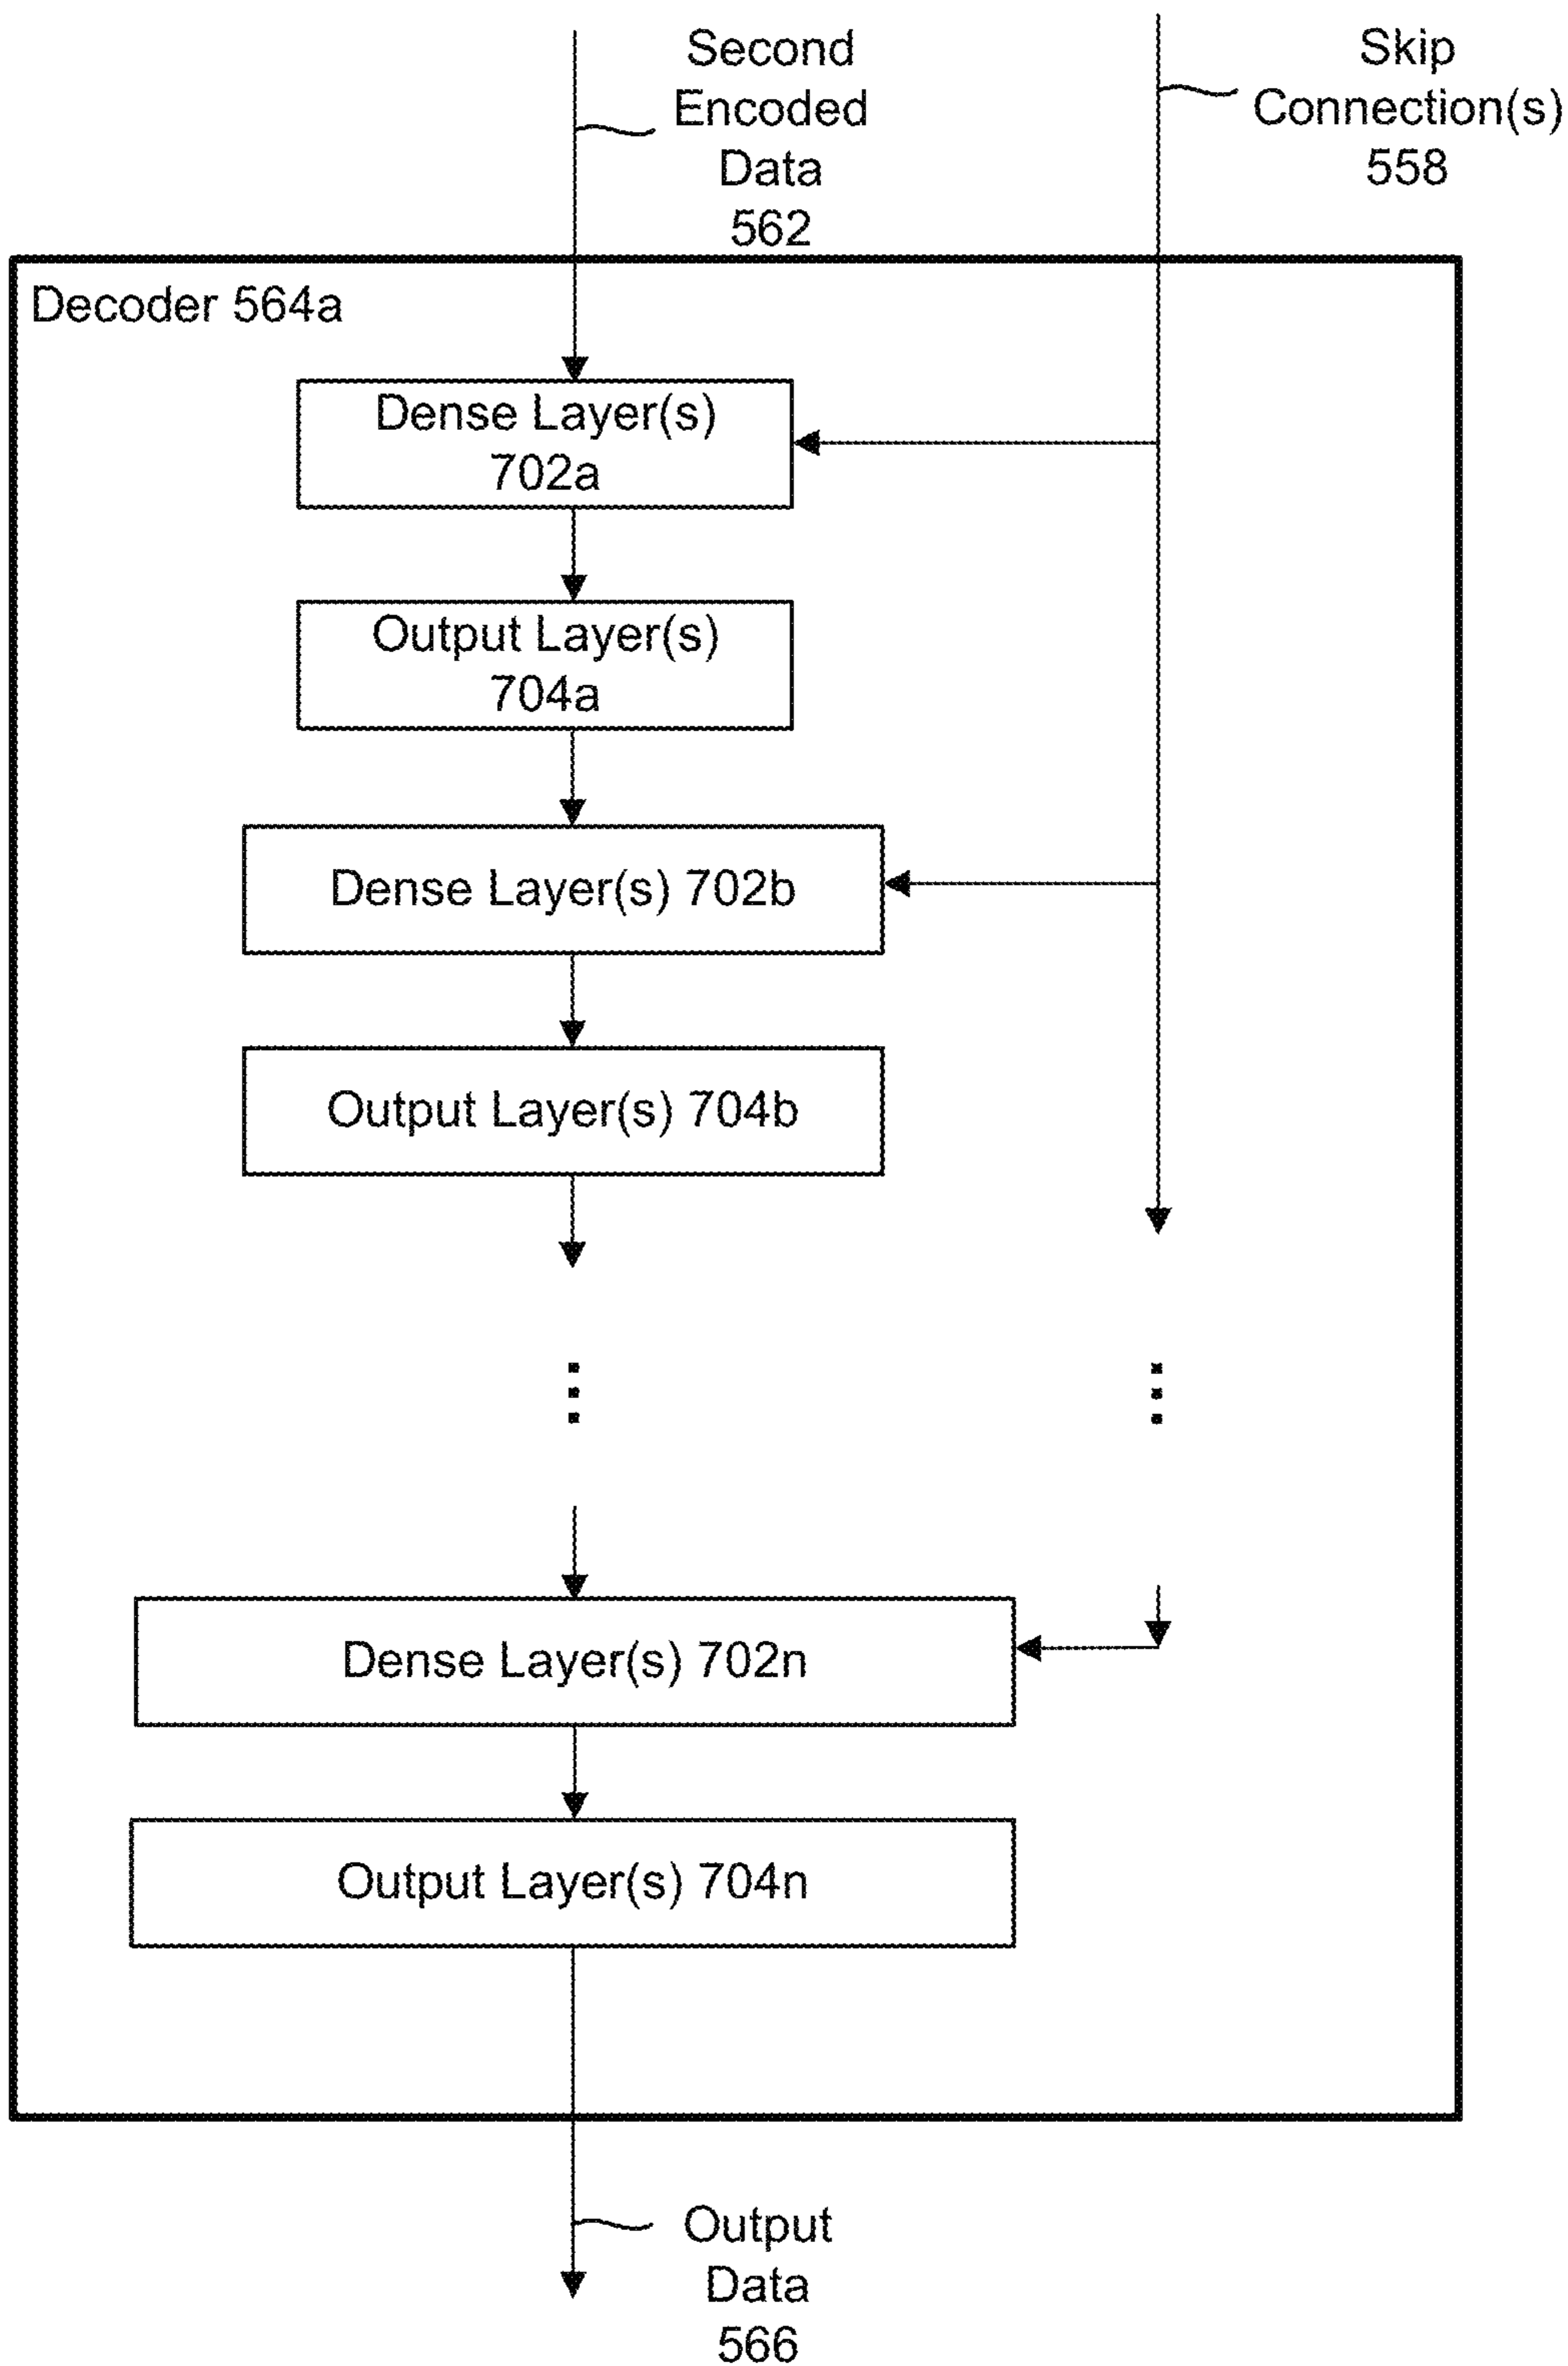 Second
Encoded
Data
562
Skip
Connection(s)
558
Decoder 564a
Dense Layer(s)
702a
Output Layer(s)
704a
Dense Layer(s) 702b
Output Layer(s) 704b
Dense Layer(s) 702n
Output Layer(s) 704n
Output
Data
566